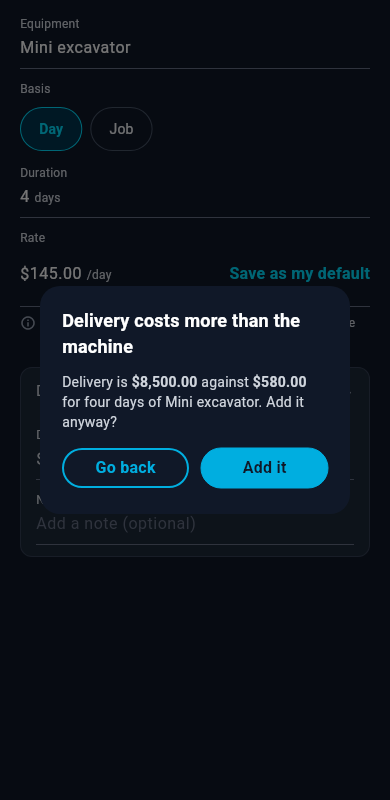 Equipment
Mini excavator
Basis
Day
Job
Duration
4 days
Rate
$145.00 /day
Save as my default
Delivery costs more than the
machine
Delivery is $8,500.00 against $580.00
for four days of Mini excavator. Add it
anyway?
Go back
Add it
Add a note (optional)